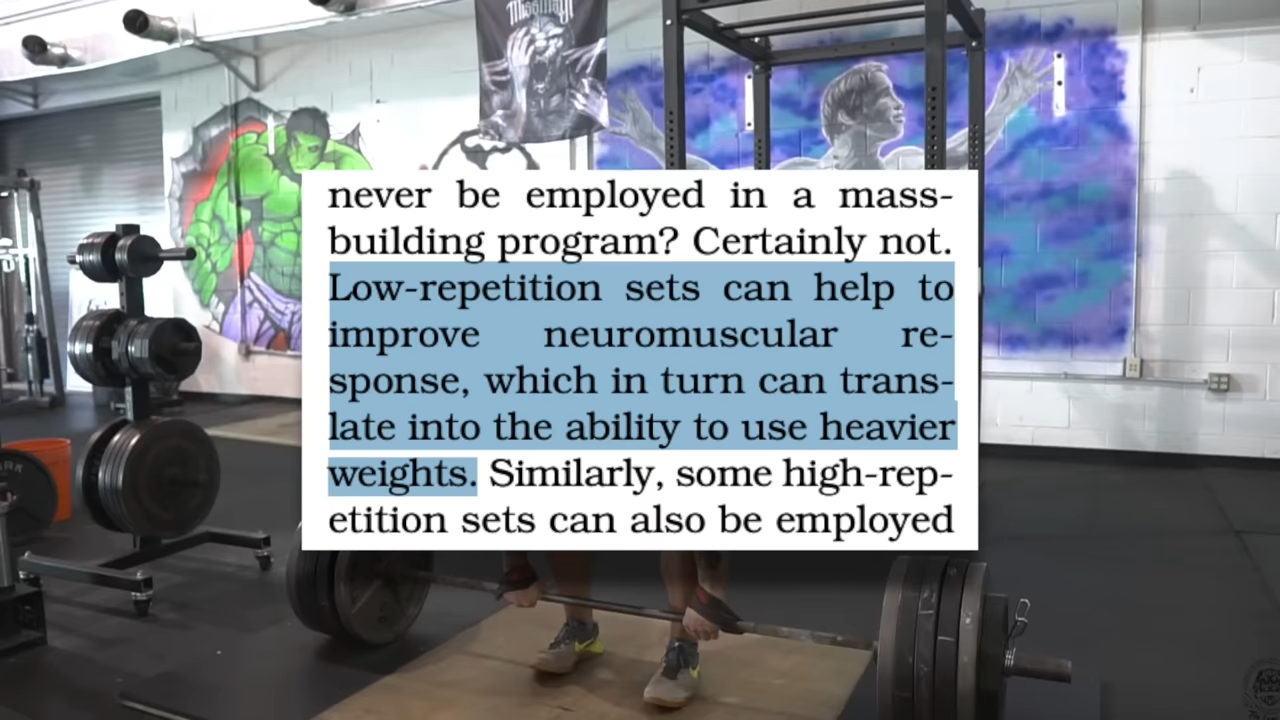 never be employed in a mass-
building program? Certainly not.
Low-repetition sets can help to
improve neuromuscular re-
sponse, which in turn can trans-
late into the ability to use heavier
weights. Similarly, some high-rep-
etition sets can also be employed